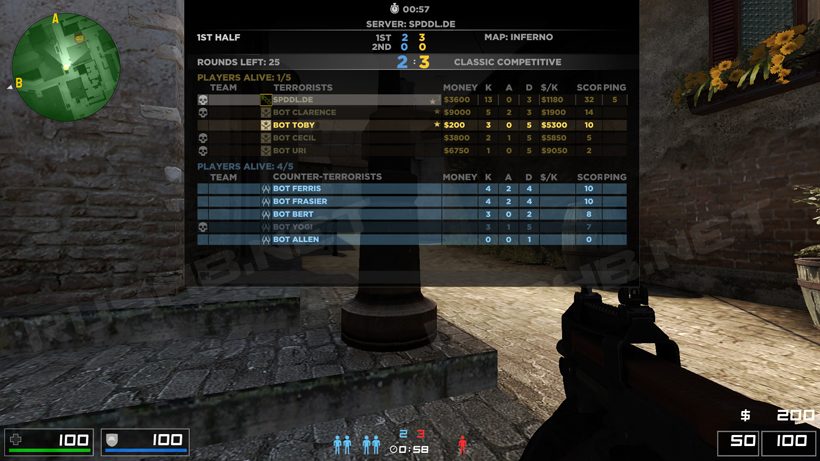 00:57
SERVER: SPDDL.DE
1ST HALF 1ST 2 3 MAP: INFERNO
2ND 0 0
ROUNDS LEFT: 25 2 : 3 CLASSIC COMPETITIVE
PLAYERS ALIVE: 1/5
TEAM TERRORISTS MONEY K A D $/K SCOR PING
SPDDL.DE ★ $3600 13 0 3 $1180 32 5
BOT CLARENCE ★ $9000 5 2 3 $1900 14
BOT TOBY ★ $200 3 0 5 $5300 10
BOT CECIL $3800 2 1 5 $5850 5
BOT URI $6750 1 0 5 $9050 2
PLAYERS ALIVE: 4/5
TEAM COUNTER-TERRORISTS MONEY K A D $/K SCOR PING
BOT FERRIS 4 2 4 10
BOT FRASIER 4 2 4 10
BOT BERT 3 0 2 8
BOT YOGI 3 1 5 7
BOT ALLEN 0 0 1 0
A
B
RUSHB.NET
RUSHB.NET
$ 200
100 100 2 3 50 100
0:58